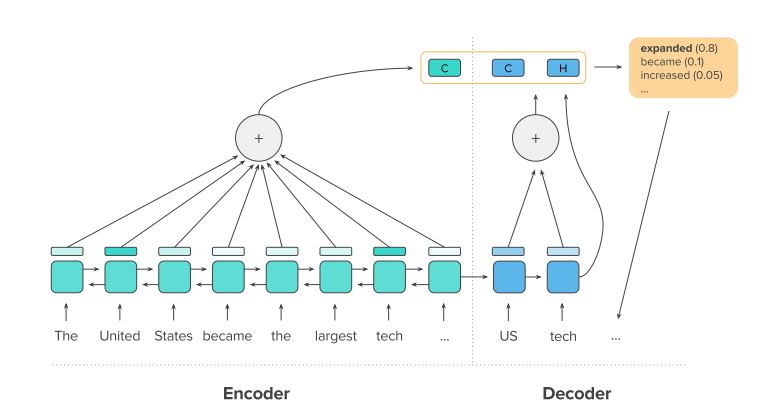 C C H
expanded (0.8)
became (0.1)
increased (0.05)
...
+ +
The United States became the largest tech ... US tech ...
Encoder Decoder